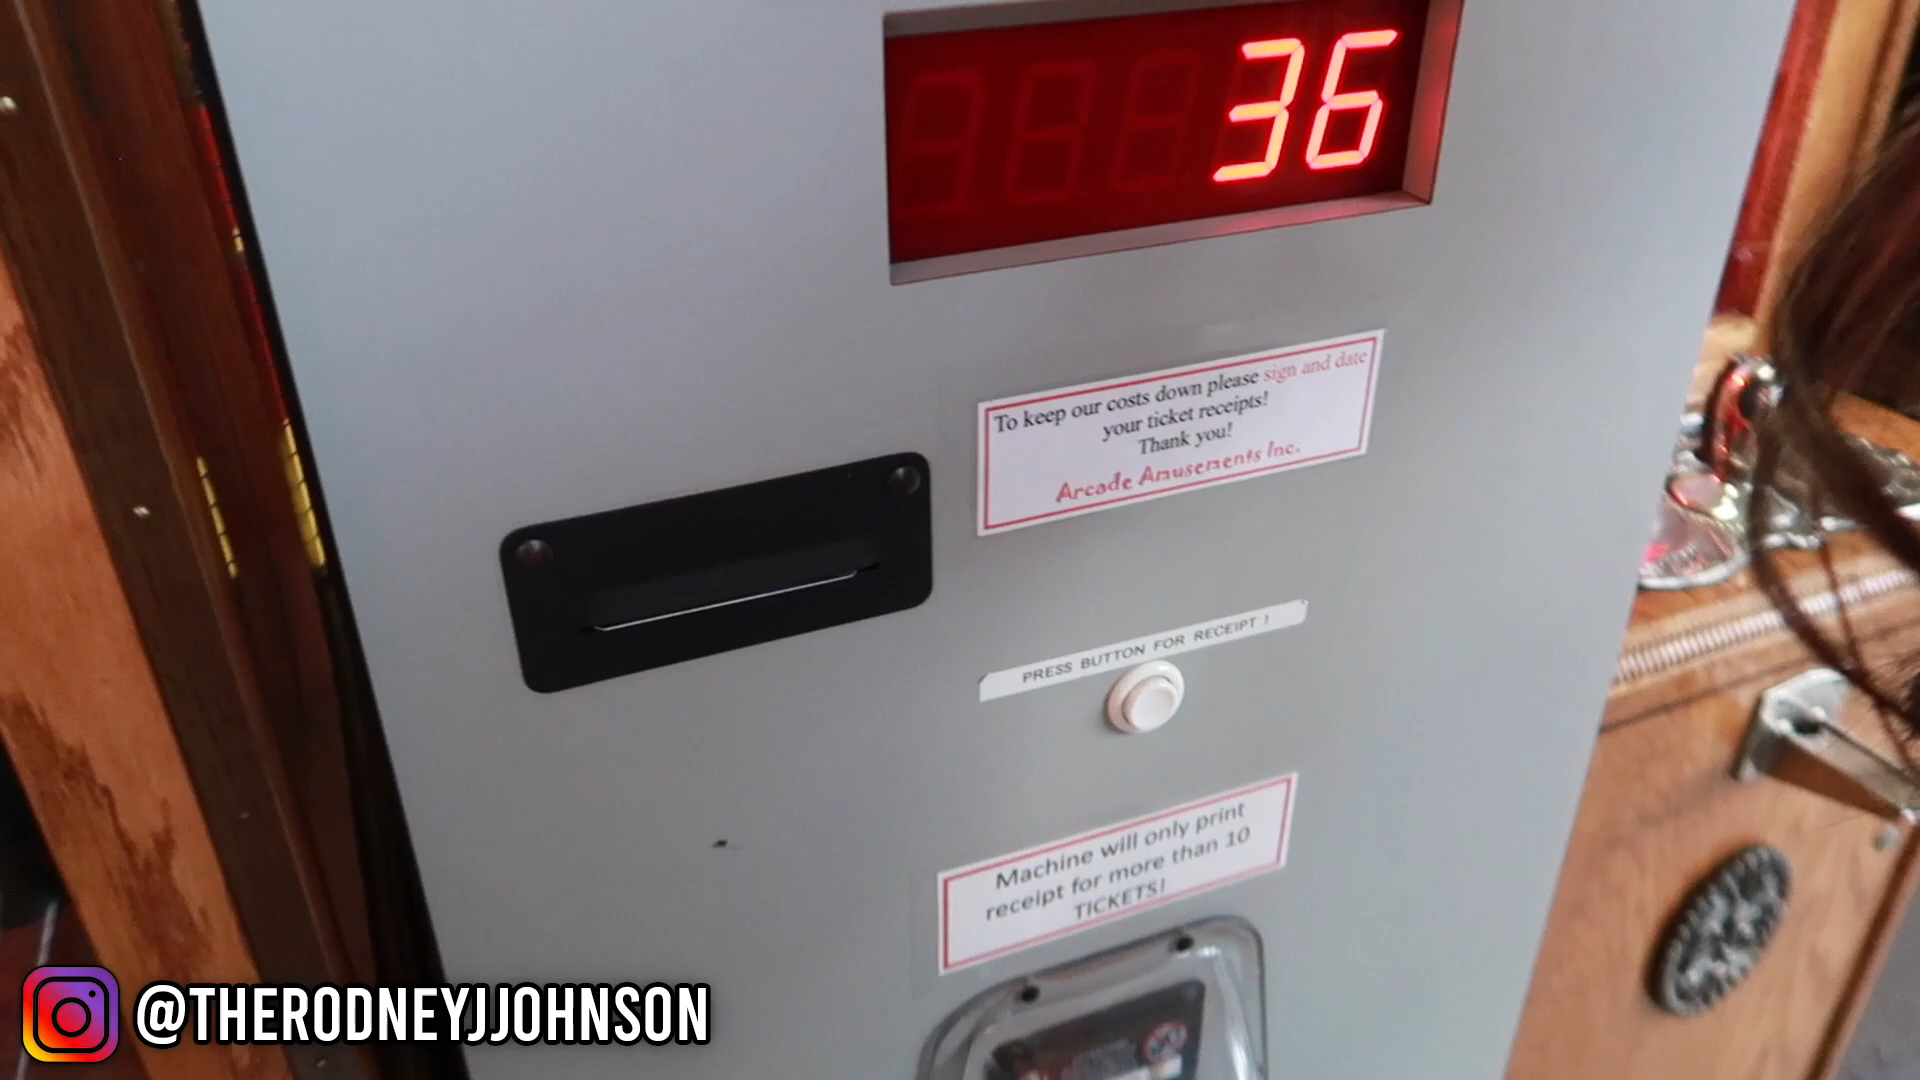 36
To keep our costs down please sign and date
your ticket receipts!
Thank you!
Arcade Amusements Inc.
PRESS BUTTON FOR RECEIPT !
Machine will only print
receipt for more than 10
TICKETS!
@THERODNEYJJOHNSON